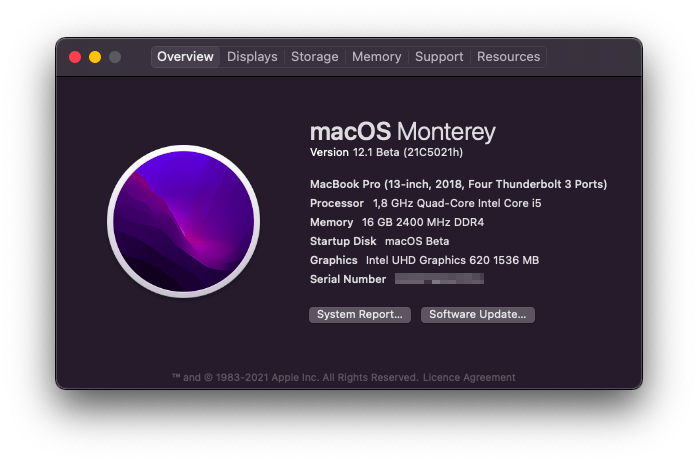 Overview Displays Storage Memory Support Resources
macOS Monterey
Version 12.1 Beta (21C5021h)
MacBook Pro (13-inch, 2018, Four Thunderbolt 3 Ports)
Processor 1,8 GHz Quad-Core Intel Core i5
Memory 16 GB 2400 MHz DDR4
Startup Disk macOS Beta
Graphics Intel UHD Graphics 620 1536 MB
Serial Number
System Report... Software Update...
™ and © 1983-2021 Apple Inc. All Rights Reserved. Licence Agreement